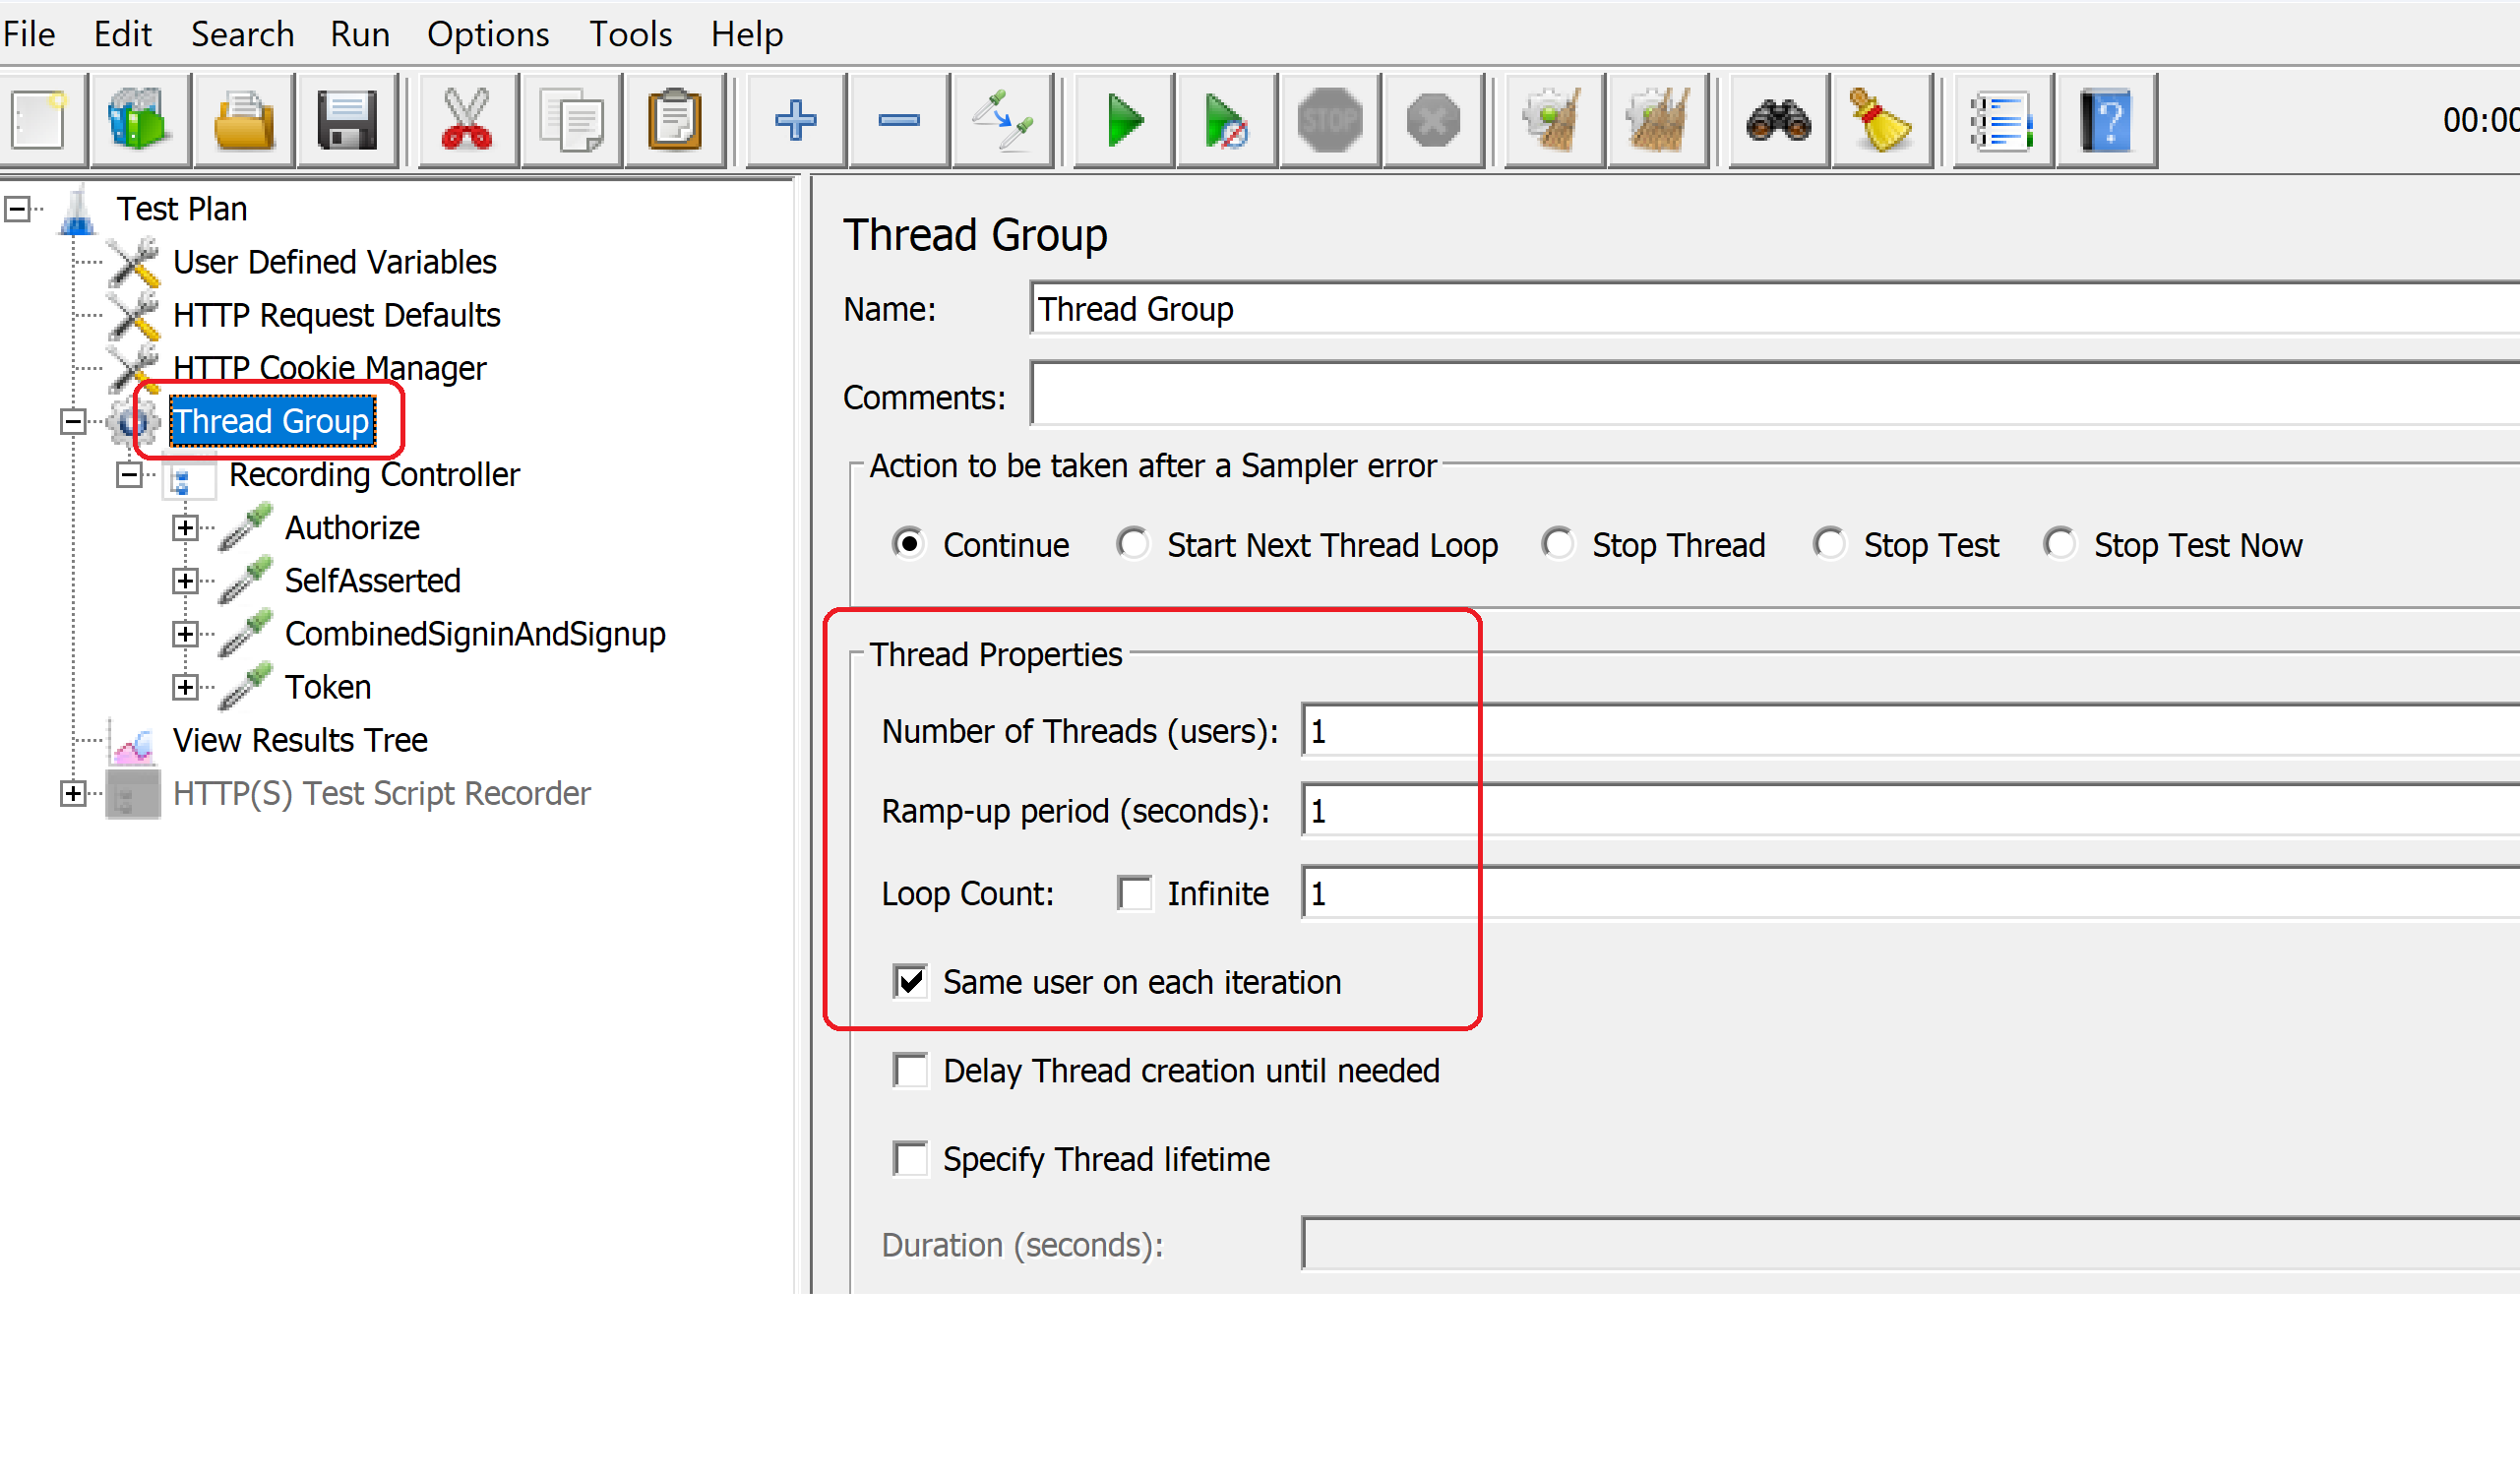 File Edit Search Run Options Tools Help
STOP
?
00:00
Test Plan
User Defined Variables
HTTP Request Defaults
HTTP Cookie Manager
Thread Group
Recording Controller
Authorize
SelfAsserted
CombinedSigninAndSignup
Token
View Results Tree
HTTP(S) Test Script Recorder
Thread Group
Name: Thread Group
Comments:
Action to be taken after a Sampler error
Continue Start Next Thread Loop Stop Thread Stop Test Stop Test Now
Thread Properties
Number of Threads (users): 1
Ramp-up period (seconds): 1
Loop Count: Infinite 1
Same user on each iteration
Delay Thread creation until needed
Specify Thread lifetime
Duration (seconds):